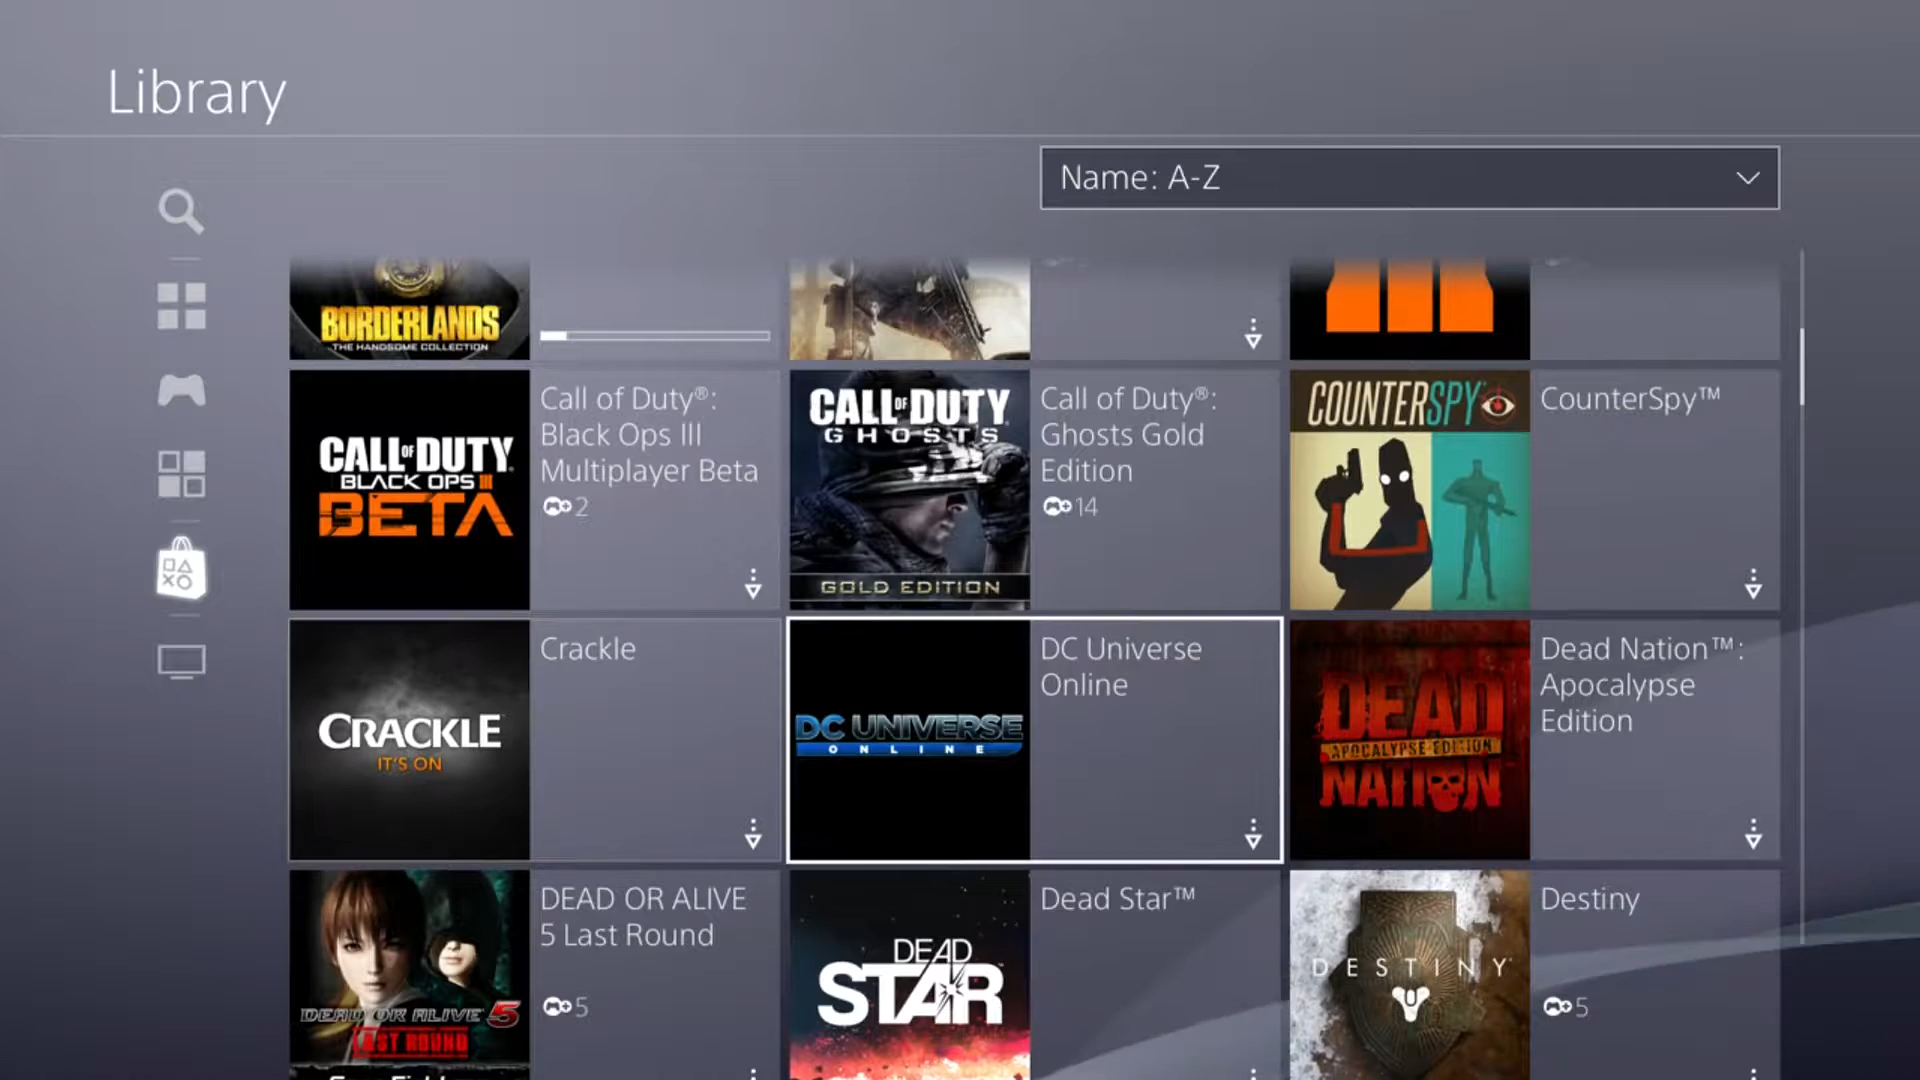 Library
Name: A-Z
BORDERLANDS
THE HANDSOME COLLECTION
CALL OF DUTY
BLACK OPS III
BETA
Call of Duty®:
Black Ops III
Multiplayer Beta
2
CALL OF DUTY
GHOSTS
GOLD EDITION
Call of Duty®:
Ghosts Gold
Edition
14
COUNTERSPY
CounterSpy™
CRACKLE
IT'S ON
Crackle
DC UNIVERSE
ONLINE
DC Universe
Online
DEAD
APOCALYPSE EDITION
NATION
Dead Nation™:
Apocalypse
Edition
DEAD OR ALIVE 5
LAST ROUND
DEAD OR ALIVE
5 Last Round
5
DEAD
STAR
Dead Star™
DESTINY
Destiny
5